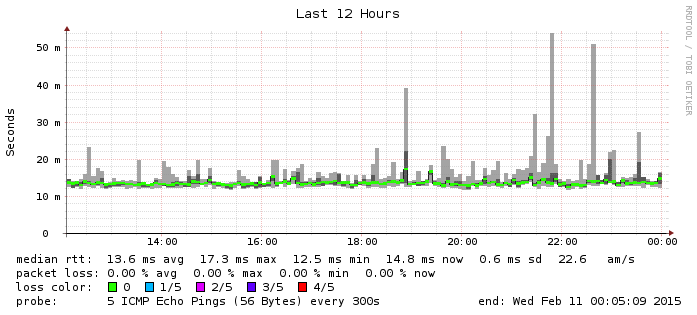 Last 12 Hours
RRDTOOL / TOBI OETIKER
Seconds
50 m
40 m
30 m
20 m
10 m
0
14:00 16:00 18:00 20:00 22:00 00:00
median rtt: 13.6 ms avg 17.3 ms max 12.5 ms min 14.8 ms now 0.6 ms sd 22.6 am/s
packet loss: 0.00 % avg 0.00 % max 0.00 % min 0.00 % now
loss color: 0 1/5 2/5 3/5 4/5
probe: 5 ICMP Echo Pings (56 Bytes) every 300s end: Wed Feb 11 00:05:09 2015